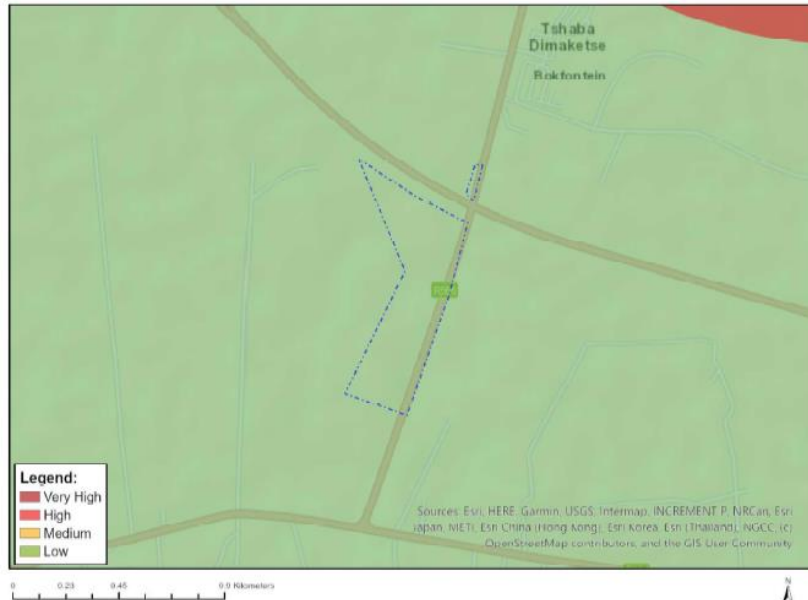 Tshaba
Dimaketse
Bokfontein
Legend:
Very High
High
Medium
Low
Sources: Esri, HERE, Garmin, USGS, Intermap, INCREMENT P, NRCan, Esri
Japan, METI, Esri China (Hong Kong), Esri Korea, Esri (Thailand), NGCC, (c)
OpenStreetMap contributors, and the GIS User Community
0 0.23 0.45 0.9 Kilometers
N